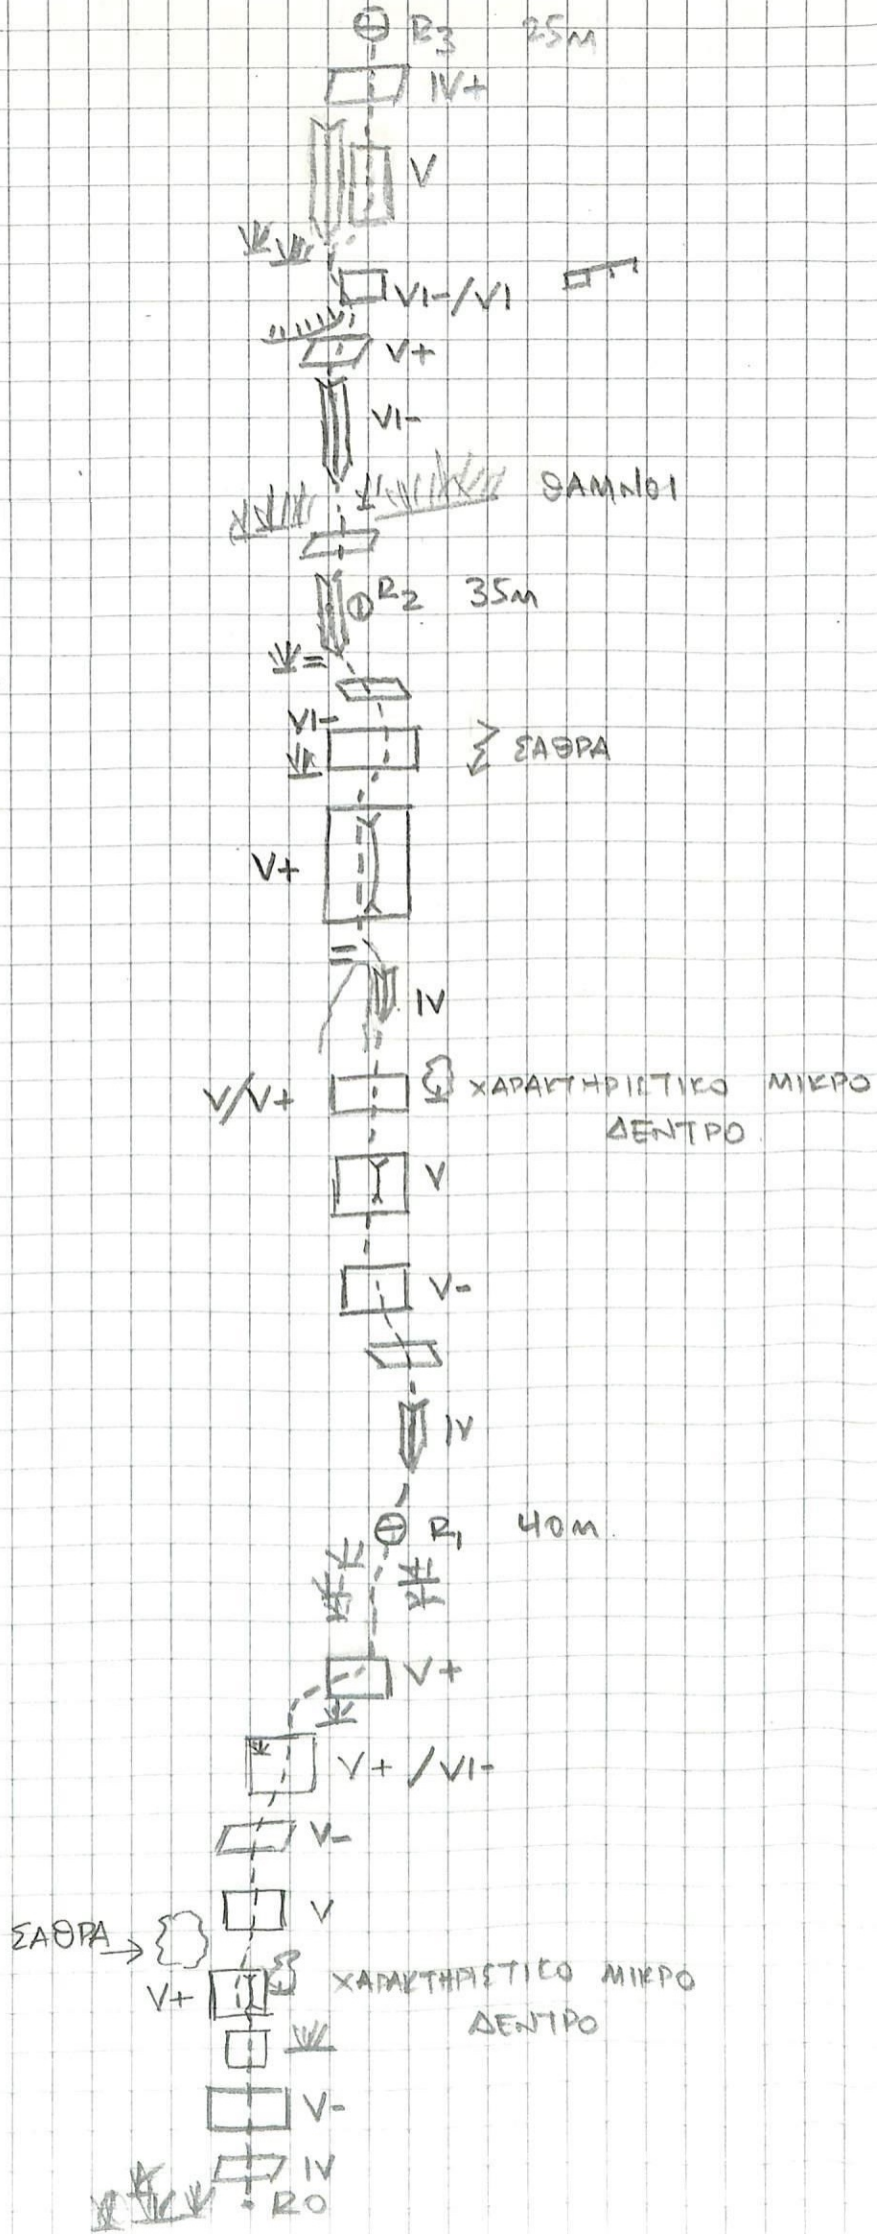 R3 25m
IV+
V
VI-/VI
V+
VI-
ΘΑΜΝΟΙ
R2 35m
VI-
ΣΑΘΡΑ
V+
IV
V/V+ ΧΑΡΑΚΤΗΡΙΣΤΙΚΟ ΜΙΚΡΟ
ΔΕΝΤΡΟ
V
V-
IV
R1 40m.
V+
V+/VI-
V-
V
ΣΑΘΡΑ
V+ ΧΑΡΑΚΤΗΡΙΣΤΙΚΟ ΜΙΚΡΟ
ΔΕΝΤΡΟ
V-
IV
R0